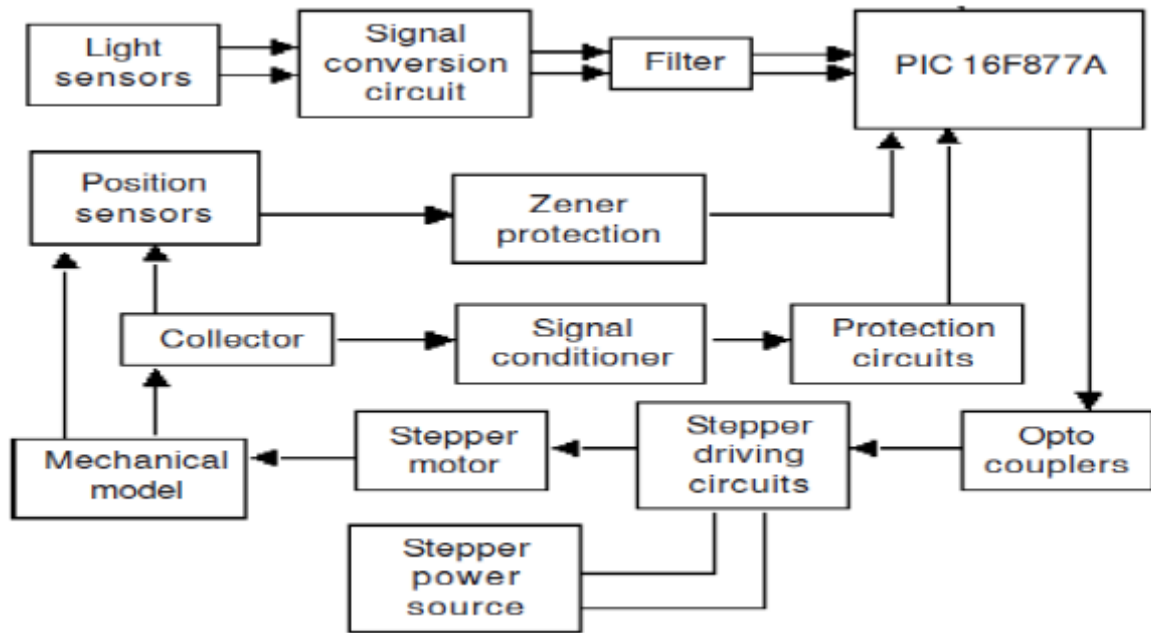 Light
sensors
Signal
conversion
circuit
Filter
PIC 16F877A
Position
sensors
Zener
protection
Collector
Signal
conditioner
Protection
circuits
Mechanical
model
Stepper
motor
Stepper
driving
circuits
Opto
couplers
Stepper
power
source